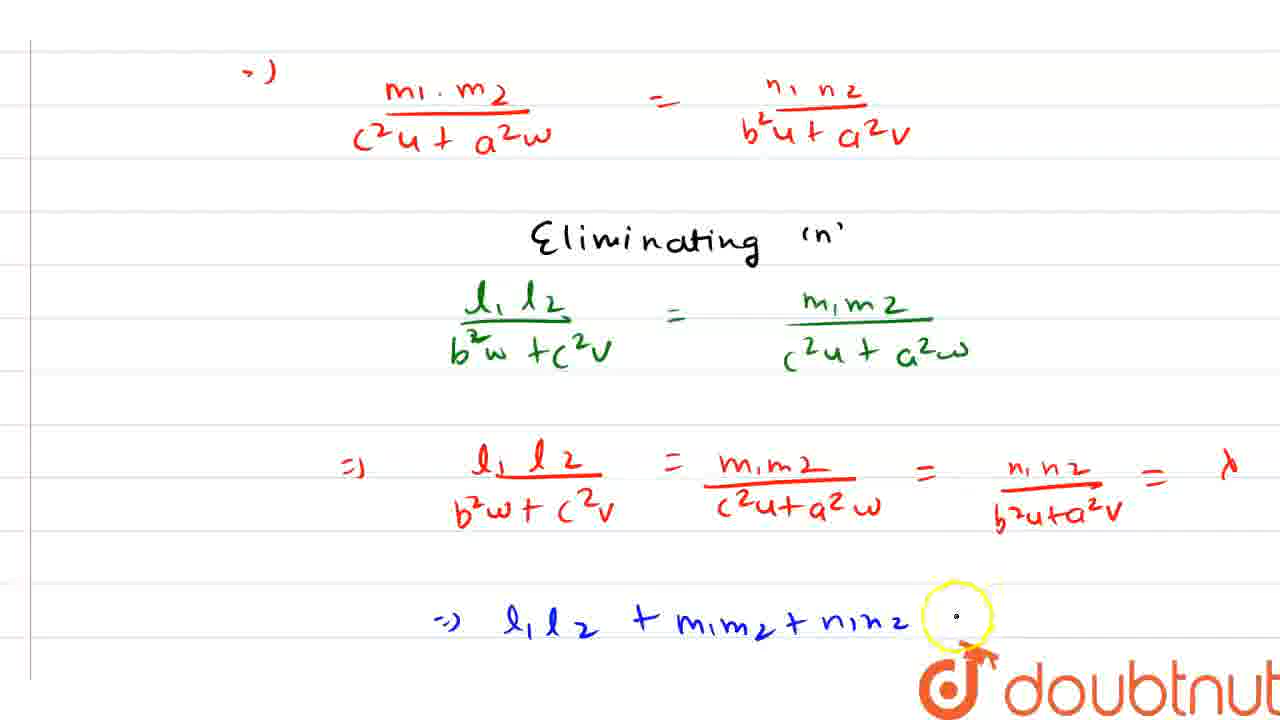 => m1 . m2 / c²u + a²w = n1 n2 / b²u + a²v
Eliminating 'n'
l1 l2 / b²w + c²v = m1 m2 / c²u + a²w
=> l1 l2 / b²w + c²v = m1 m2 / c²u + a²w = n1 n2 / b²u + a²v = λ
=> l1 l2 + m1 m2 + n1 n2
doubtnut